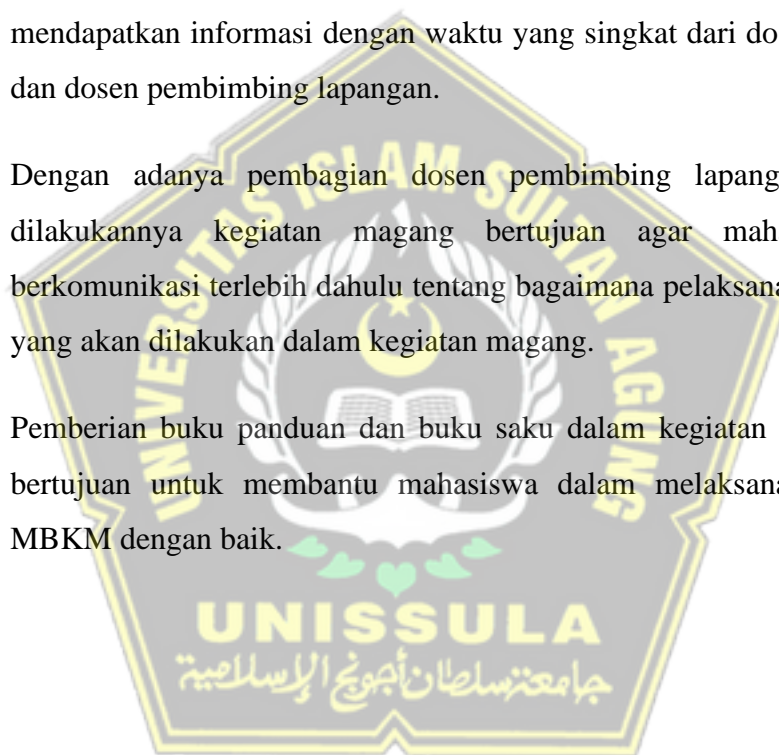 mendapatkan informasi dengan waktu yang singkat dari do
dan dosen pembimbing lapangan.
Dengan adanya pembagian dosen pembimbing lapang
dilakukannya kegiatan magang bertujuan agar mah
berkomunikasi terlebih dahulu tentang bagaimana pelaksana
yang akan dilakukan dalam kegiatan magang.
Pemberian buku panduan dan buku saku dalam kegiatan
bertujuan untuk membantu mahasiswa dalam melaksana
MBKM dengan baik.
UNIVERSITAS ISLAM SULTAN AGUNG
UNISSULA
جامعة سلطان أجونج الإسلامية